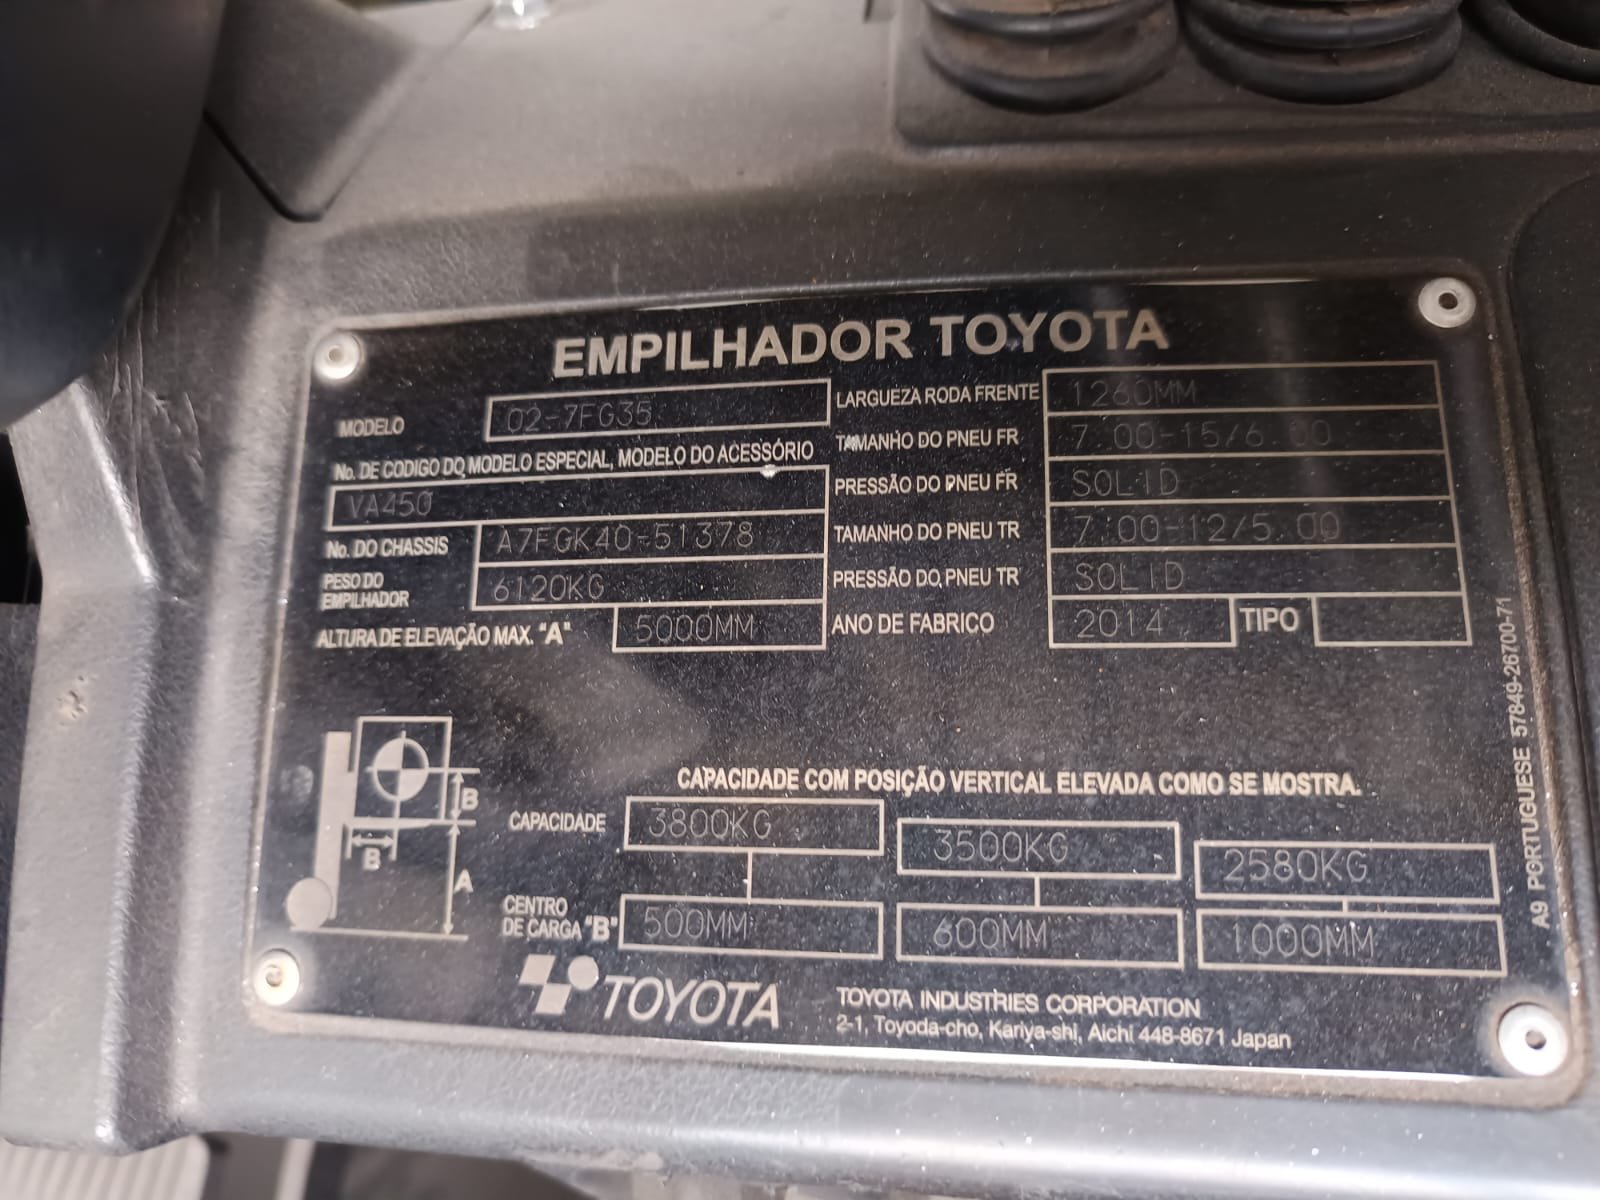 EMPILHADOR TOYOTA
MODELO 02-7FG35
No. DE CODIGO DO MODELO ESPECIAL, MODELO DO ACESSÓRIO
VA450
No. DO CHASSIS A7FGK40-51378
PESO DO
EMPILHADOR 6120KG
ALTURA DE ELEVAÇÃO MAX. "A" 5000MM
LARGUEZA RODA FRENTE 1260MM
TAMANHO DO PNEU FR 7.00-15/6.00
PRESSÃO DO PNEU FR SOLID
TAMANHO DO PNEU TR 7.00-12/5.00
PRESSÃO DO PNEU TR SOLID
ANO DE FABRICO 2014 TIPO
CAPACIDADE COM POSIÇÃO VERTICAL ELEVADA COMO SE MOSTRA.
B
B
A
CAPACIDADE 3800KG 3500KG 2580KG
CENTRO
DE CARGA "B" 500MM 600MM 1000MM
TOYOTA
TOYOTA INDUSTRIES CORPORATION
2-1, Toyoda-cho, Kariya-shi, Aichi 448-8671 Japan
A9 PORTUGUESE 57849-26700-71